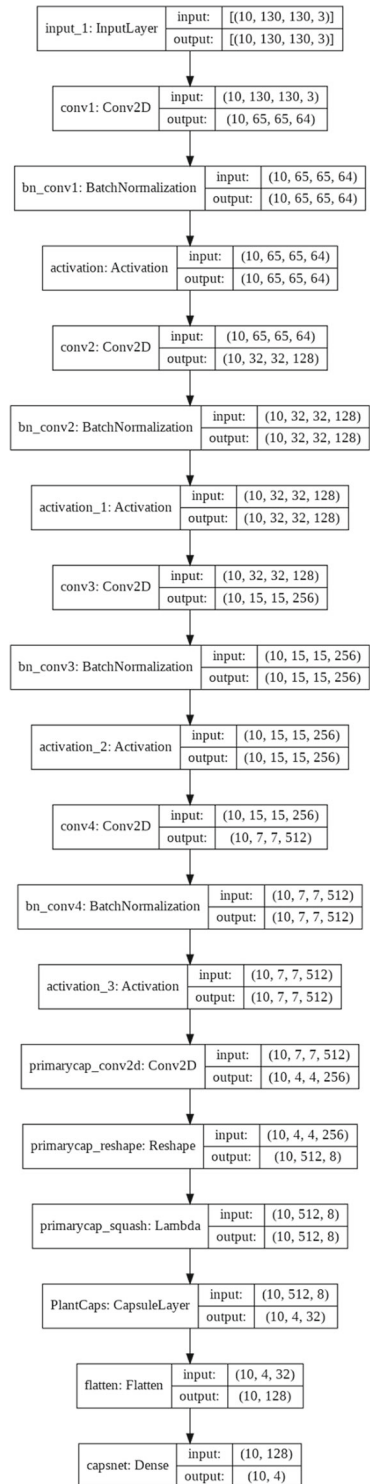 input_1: InputLayer input: [(10, 130, 130, 3)]
output: [(10, 130, 130, 3)]
conv1: Conv2D input: (10, 130, 130, 3)
output: (10, 65, 65, 64)
bn_conv1: BatchNormalization input: (10, 65, 65, 64)
output: (10, 65, 65, 64)
activation: Activation input: (10, 65, 65, 64)
output: (10, 65, 65, 64)
conv2: Conv2D input: (10, 65, 65, 64)
output: (10, 32, 32, 128)
bn_conv2: BatchNormalization input: (10, 32, 32, 128)
output: (10, 32, 32, 128)
activation_1: Activation input: (10, 32, 32, 128)
output: (10, 32, 32, 128)
conv3: Conv2D input: (10, 32, 32, 128)
output: (10, 15, 15, 256)
bn_conv3: BatchNormalization input: (10, 15, 15, 256)
output: (10, 15, 15, 256)
activation_2: Activation input: (10, 15, 15, 256)
output: (10, 15, 15, 256)
conv4: Conv2D input: (10, 15, 15, 256)
output: (10, 7, 7, 512)
bn_conv4: BatchNormalization input: (10, 7, 7, 512)
output: (10, 7, 7, 512)
activation_3: Activation input: (10, 7, 7, 512)
output: (10, 7, 7, 512)
primarycap_conv2d: Conv2D input: (10, 7, 7, 512)
output: (10, 4, 4, 256)
primarycap_reshape: Reshape input: (10, 4, 4, 256)
output: (10, 512, 8)
primarycap_squash: Lambda input: (10, 512, 8)
output: (10, 512, 8)
PlantCaps: CapsuleLayer input: (10, 512, 8)
output: (10, 4, 32)
flatten: Flatten input: (10, 4, 32)
output: (10, 128)
capsnet: Dense input: (10, 128)
output: (10, 4)